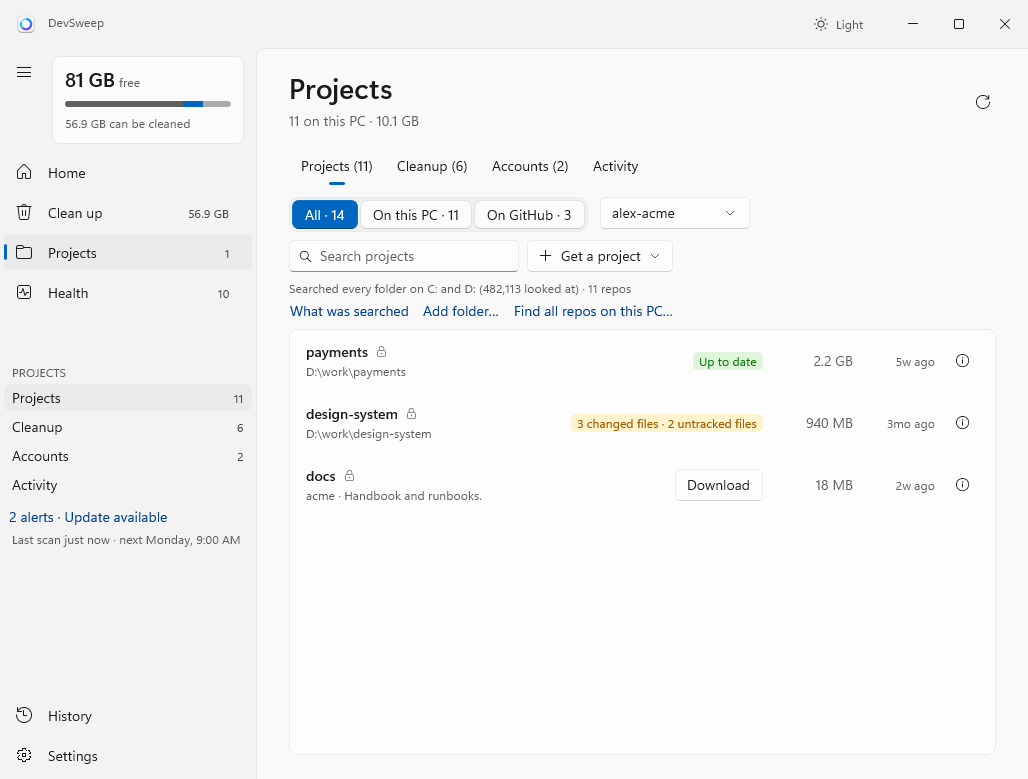 DevSweep
Light
81 GB free
56.9 GB can be cleaned
Home
Clean up 56.9 GB
Projects 1
Health 10
PROJECTS
Projects 11
Cleanup 6
Accounts 2
Activity
2 alerts · Update available
Last scan just now · next Monday, 9:00 AM
History
Settings
Projects
11 on this PC · 10.1 GB
Projects (11) Cleanup (6) Accounts (2) Activity
All · 14 On this PC · 11 On GitHub · 3 alex-acme
Search projects Get a project
Searched every folder on C: and D: (482,113 looked at) · 11 repos
What was searched Add folder... Find all repos on this PC...
payments
D:\work\payments
Up to date 2.2 GB 5w ago
design-system
D:\work\design-system
3 changed files · 2 untracked files 940 MB 3mo ago
docs
acme · Handbook and runbooks.
Download 18 MB 2w ago